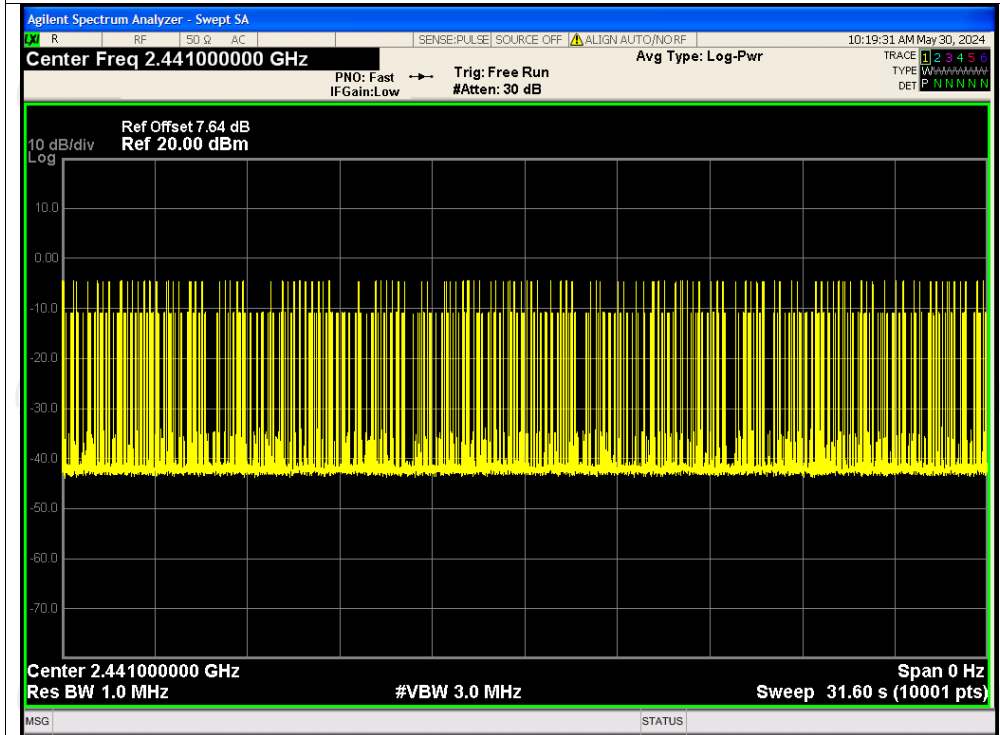 Agilent Spectrum Analyzer - Swept SA
LXI R RF 50 Ω AC SENSE:PULSE SOURCE OFF ALIGN AUTO/NORF 10:19:31 AM May 30, 2024
Center Freq 2.441000000 GHz Avg Type: Log-Pwr TRACE 1 2 3 4 5 6
PNO: Fast Trig: Free Run TYPE W
IFGain:Low #Atten: 30 dB DET P N N N N N
Ref Offset 7.64 dB
10 dB/div Ref 20.00 dBm
Log
10.0
0.00
-10.0
-20.0
-30.0
-40.0
-50.0
-60.0
-70.0
Center 2.441000000 GHz Span 0 Hz
Res BW 1.0 MHz #VBW 3.0 MHz Sweep 31.60 s (10001 pts)
MSG STATUS